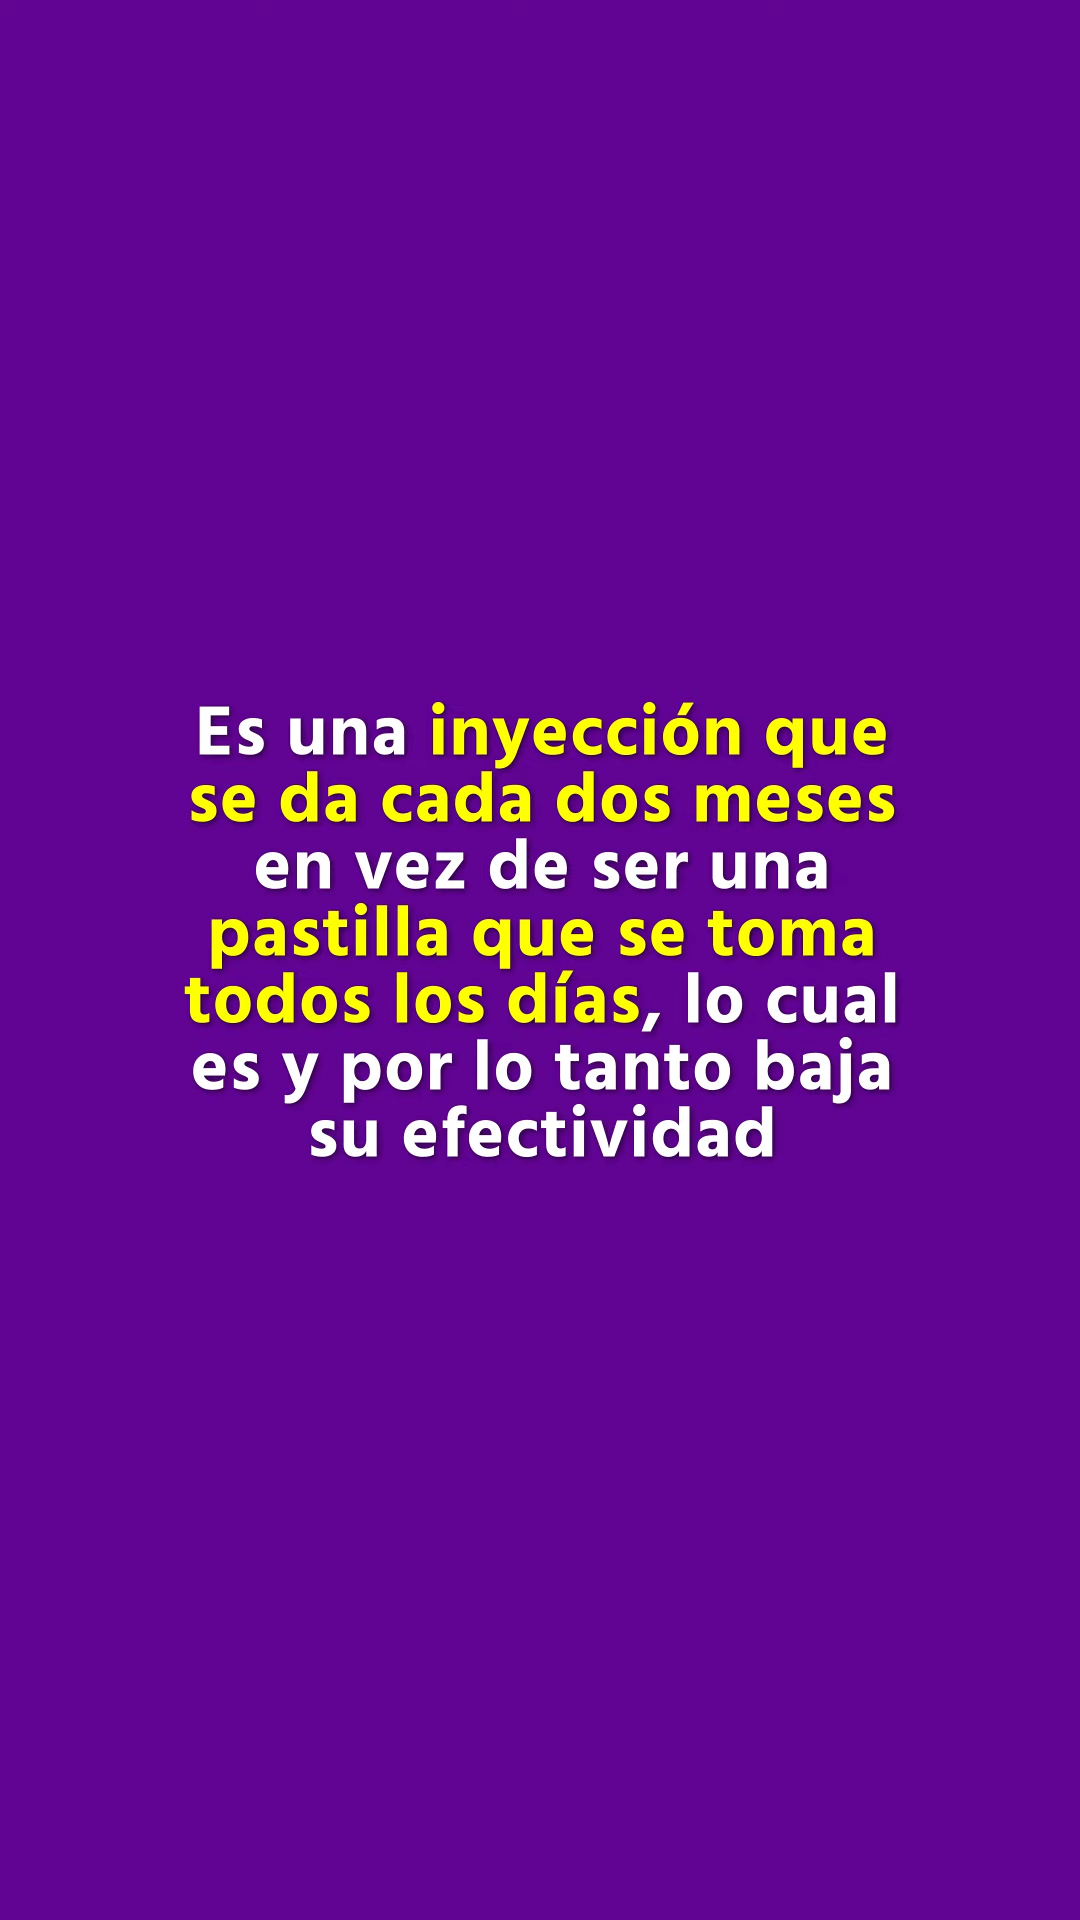 Es una inyección que
se da cada dos meses
en vez de ser una
pastilla que se toma
todos los días, lo cual
es y por lo tanto baja
su efectividad